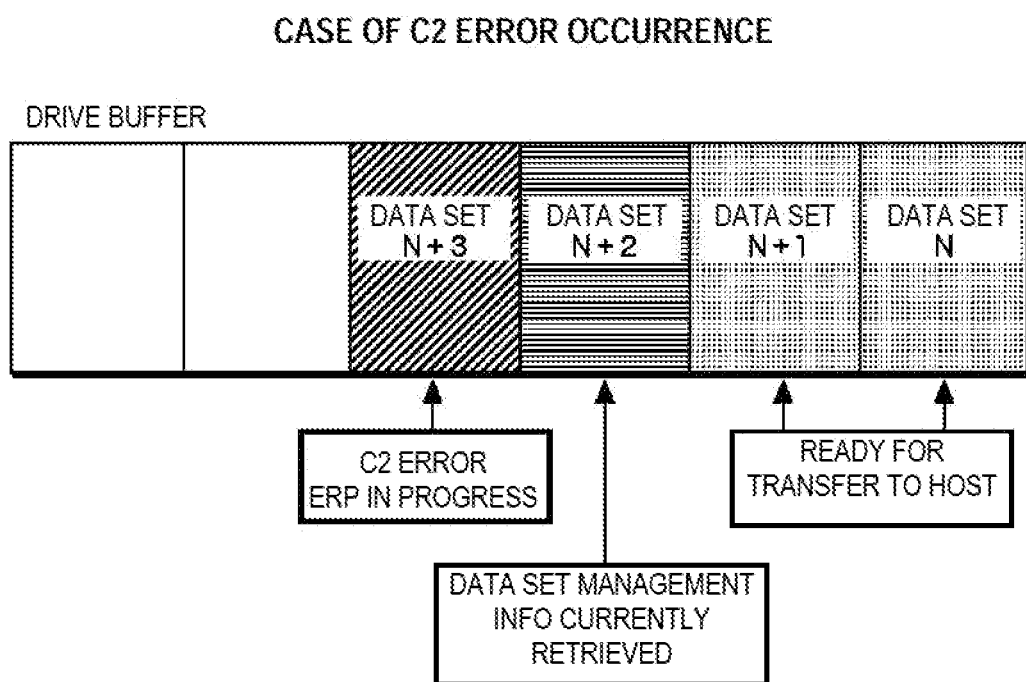 CASE OF C2 ERROR OCCURRENCE
DRIVE BUFFER
DATA SET
N + 3
DATA SET
N + 2
DATA SET
N + 1
DATA SET
N
C2 ERROR
ERP IN PROGRESS
READY FOR
TRANSFER TO HOST
DATA SET MANAGEMENT
INFO CURRENTLY
RETRIEVED